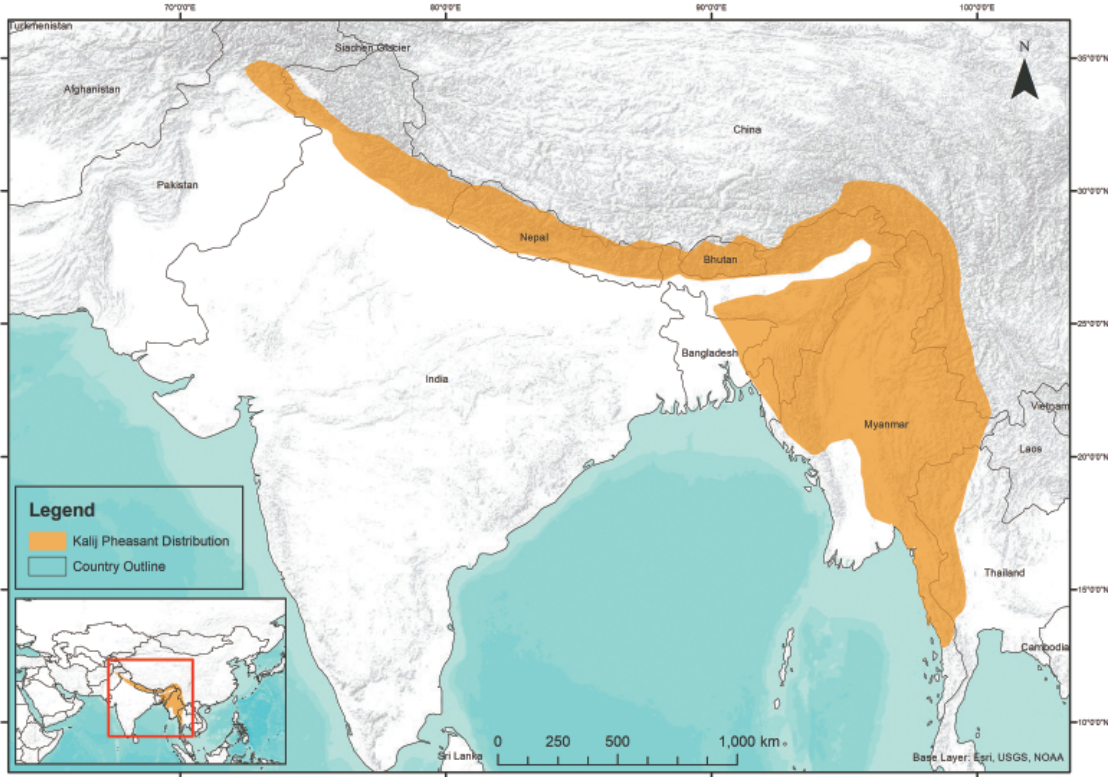 70°0'0"E
80°0'0"E
90°0'0"E
100°0'0"E
Turkmenistan
Siachen Glacier
N
35°0'0"N
Afghanistan
China
Pakistan
30°0'0"N
Nepal
Bhutan
25°0'0"N
Bangladesh
India
Vietnam
Myanmar
Laos
20°0'0"N
Legend
Kalij Pheasant Distribution
Country Outline
Thailand
15°0'0"N
Cambodia
10°0'0"N
0 250 500 1,000 km
Sri Lanka
Base Layer: Esri, USGS, NOAA